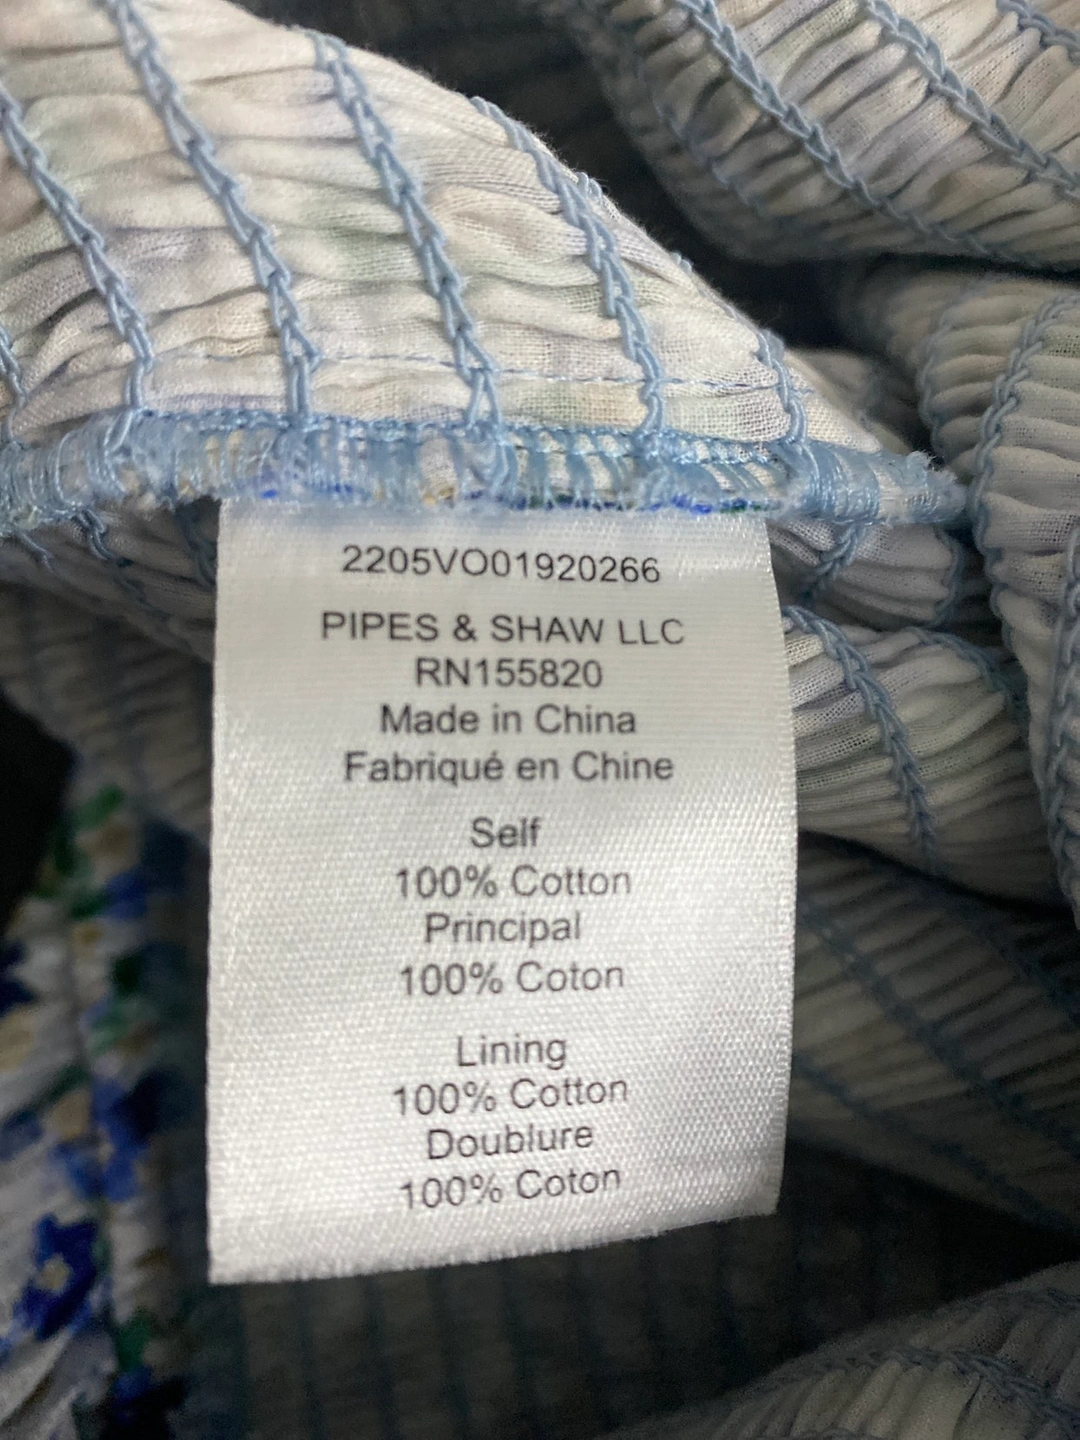 2205VO01920266
PIPES & SHAW LLC
RN155820
Made in China
Fabriqué en Chine
Self
100% Cotton
Principal
100% Coton
Lining
100% Cotton
Doublure
100% Coton